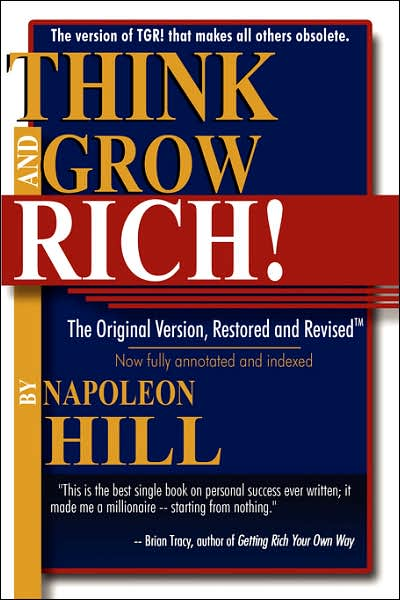 The version of TGR! that makes all others obsolete.
THINK
AND
GROW
RICH!
The Original Version, Restored and Revised™
Now fully annotated and indexed
BY
NAPOLEON
HILL
"This is the best single book on personal success ever written; it
made me a millionaire -- starting from nothing."
-- Brian Tracy, author of Getting Rich Your Own Way